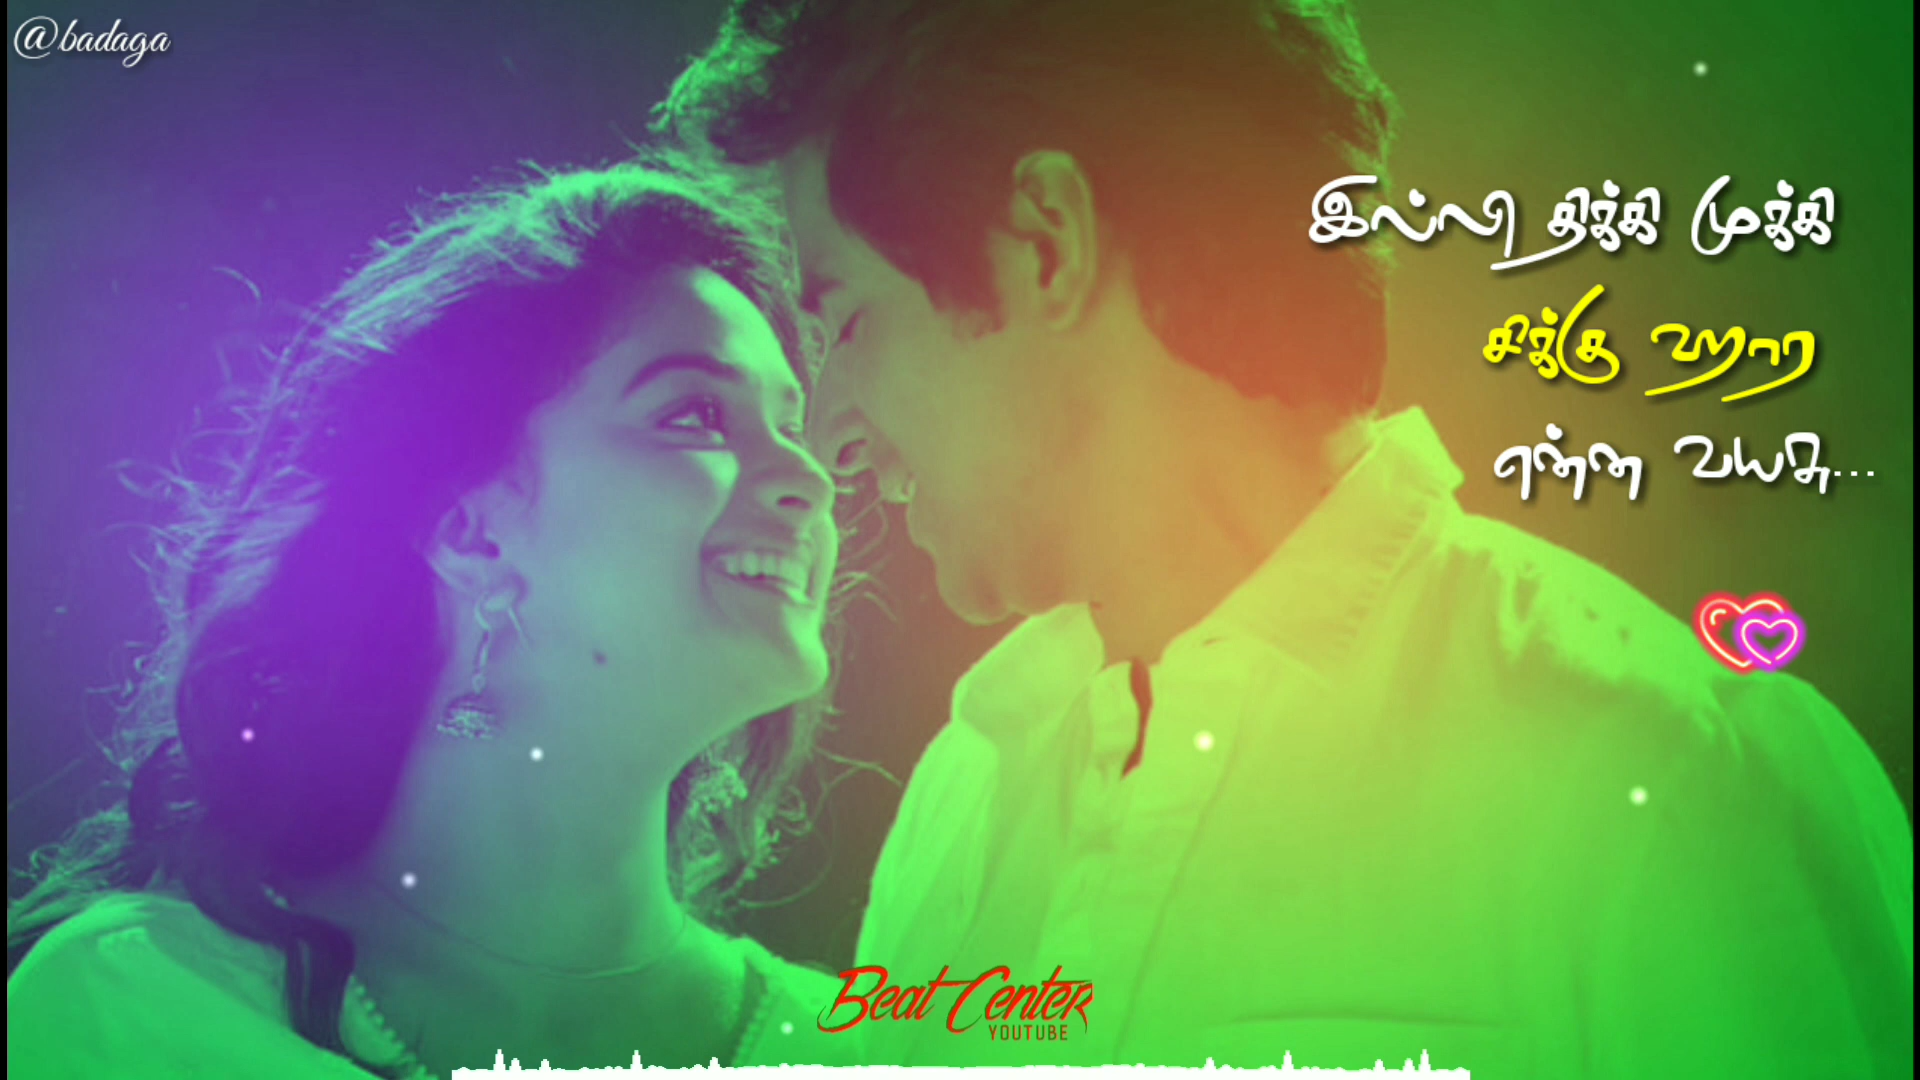 @badaga
இல்லி திக்கி முக்கி
சிக்கு ஹார
என்ன வயசு...
Beat Center
YOUTUBE